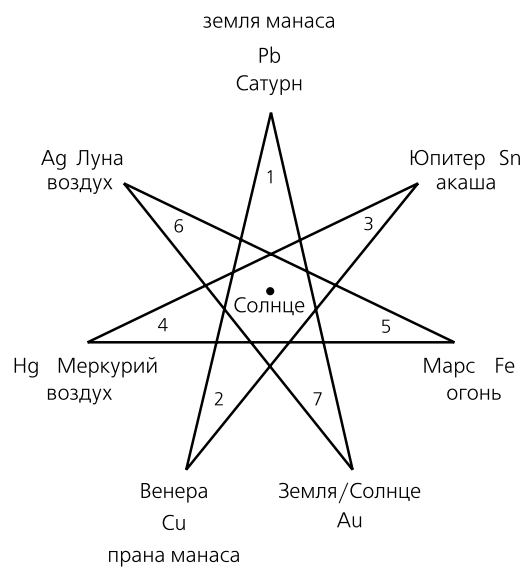 земля манаса
Pb
Сатурн
Ag Луна
воздух
Юпитер Sn
акаша
1
6
3
Солнце
4
5
Hg Меркурий
воздух
Марс Fe
огонь
2
7
Венера
Cu
прана манаса
Земля/Солнце
Au